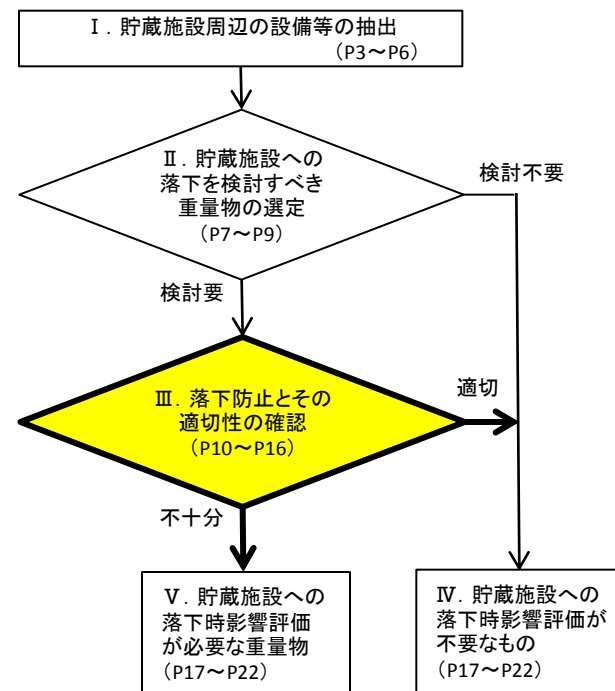 Ⅰ．貯蔵施設周辺の設備等の抽出
（P3～P6）
Ⅱ．貯蔵施設への
落下を検討すべき
重量物の選定
（P7～P9）
検討不要
検討要
Ⅲ．落下防止とその
適切性の確認
（P10～P16）
適切
不十分
Ⅴ．貯蔵施設への
落下時影響評価
が必要な重量物
（P17～P22）
Ⅳ．貯蔵施設への
落下時影響評価が
不要なもの
（P17～P22）